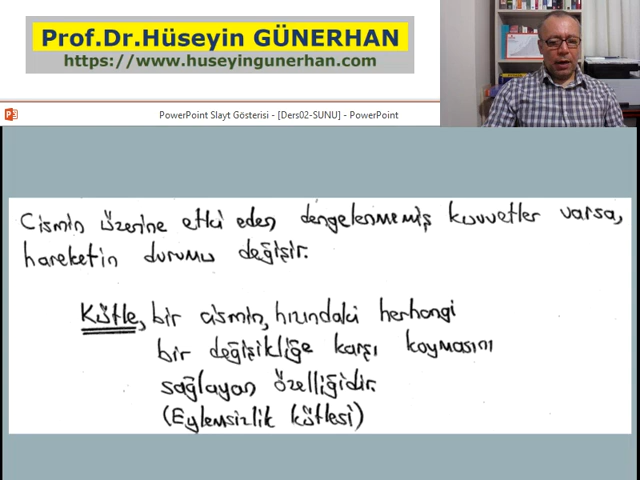 Prof.Dr.Hüseyin GÜNERHAN
https://www.huseyingunerhan.com
PowerPoint Slayt Gösterisi - [Ders02-SUNU] - PowerPoint
Cismin üzerine etki eden dengelenmemiş kuvvetler varsa,
hareketin durumu değişir.
Kütle, bir cismin, hızındaki herhangi
bir değişikliğe karşı koymasını
sağlayan özelliğidir.
(Eylemsizlik kütlesi)